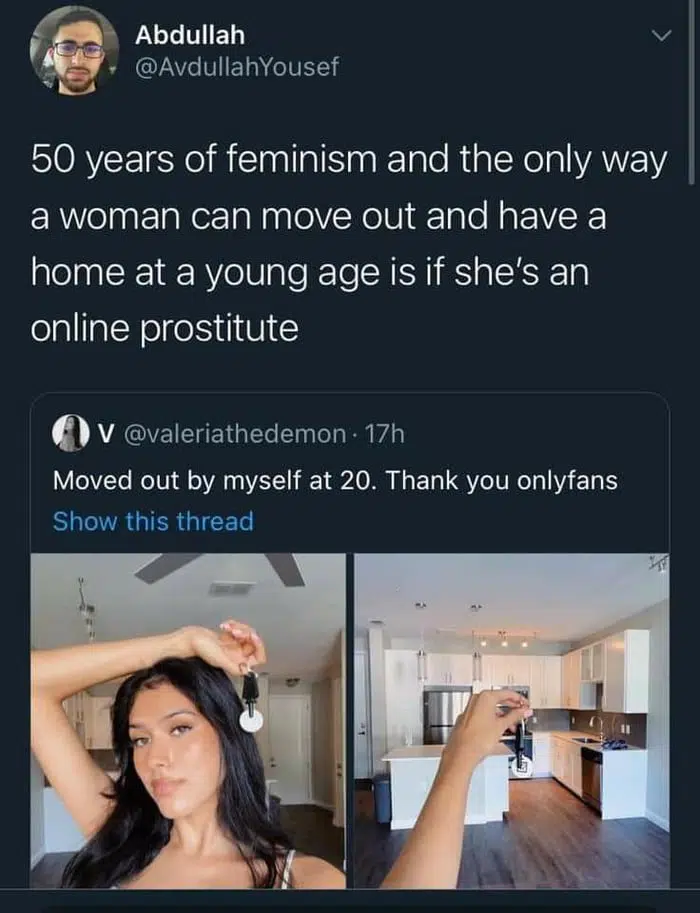 Abdullah
@AvdullahYousef
50 years of feminism and the only way
a woman can move out and have a
home at a young age is if she's an
online prostitute
V @valeriathedemon · 17h
Moved out by myself at 20. Thank you onlyfans
Show this thread